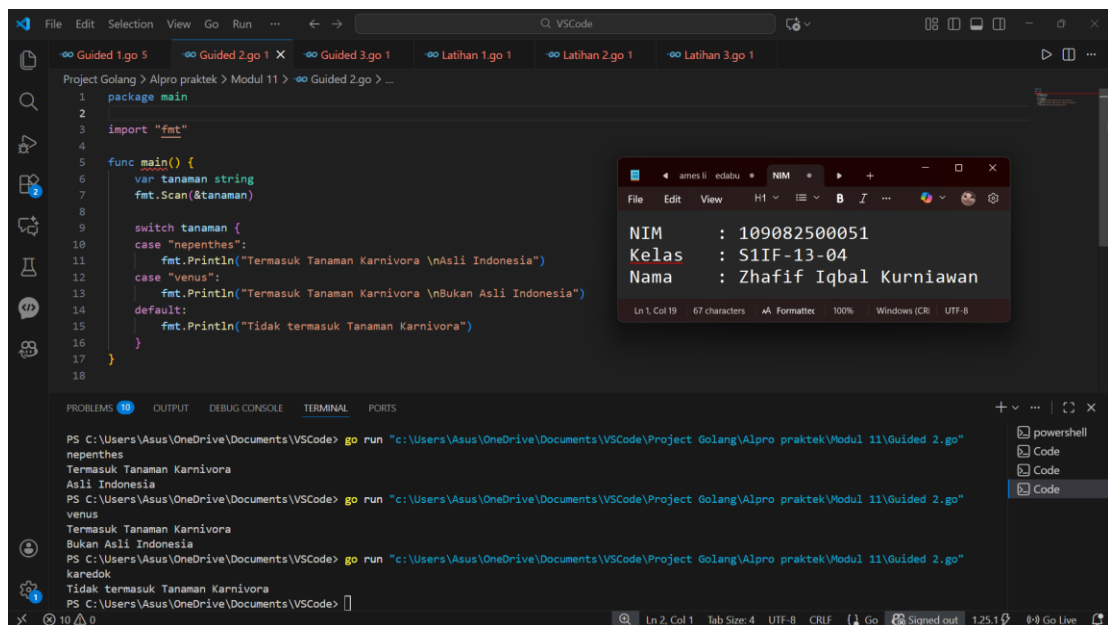 File Edit Selection View Go Run ... VSCode
Guided 1.go 5 Guided 2.go 1 Guided 3.go 1 Latihan 1.go 1 Latihan 2.go 1 Latihan 3.go 1
Project Golang > Alpro praktek > Modul 11 > Guided 2.go > ...
1 package main
2
3 import "fmt"
4
5 func main() {
6 var tanaman string
7 fmt.Scan(&tanaman)
8
9 switch tanaman {
10 case "nepenthes":
11 fmt.Println("Termasuk Tanaman Karnivora \nAsli Indonesia")
12 case "venus":
13 fmt.Println("Termasuk Tanaman Karnivora \nBukan Asli Indonesia")
14 default:
15 fmt.Println("Tidak termasuk Tanaman Karnivora")
16 }
17 }
18
ames li edabu NIM
File Edit View H1 B I ...
NIM : 109082500051
Kelas : S1IF-13-04
Nama : Zhafif Iqbal Kurniawan
Ln 1, Col 19 67 characters AA Formattec 100% Windows (CRI UTF-8
PROBLEMS 10 OUTPUT DEBUG CONSOLE TERMINAL PORTS
PS C:\Users\Asus\OneDrive\Documents\VSCode> go run "c:\Users\Asus\OneDrive\Documents\VSCode\Project Golang\Alpro praktek\Modul 11\Guided 2.go"
nepenthes
Termasuk Tanaman Karnivora
Asli Indonesia
PS C:\Users\Asus\OneDrive\Documents\VSCode> go run "c:\Users\Asus\OneDrive\Documents\VSCode\Project Golang\Alpro praktek\Modul 11\Guided 2.go"
venus
Termasuk Tanaman Karnivora
Bukan Asli Indonesia
PS C:\Users\Asus\OneDrive\Documents\VSCode> go run "c:\Users\Asus\OneDrive\Documents\VSCode\Project Golang\Alpro praktek\Modul 11\Guided 2.go"
karedok
Tidak termasuk Tanaman Karnivora
PS C:\Users\Asus\OneDrive\Documents\VSCode>
powershell
Code
Code
Code
2
1
10 0 Ln 2, Col 1 Tab Size: 4 UTF-8 CRLF Go Signed out 1.25.1 Go Live